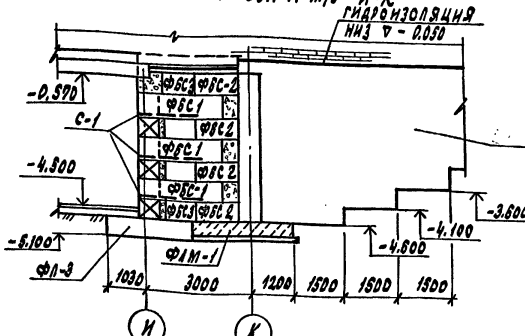 И К
ГИДРОИЗОЛЯЦИЯ
НИЗ ▽ - 0.050
-0,570
ФБС3 ФБС-2
ФБС1
С-1
ФБС2
ФБС1
ФБС2
-4.500
ФБС-1
ФБС3 ФБС2
-3.600
-4.100
-5.100
-4.600
ФЛМ-1
ФЛ-3
1030 3000 1200 1500 1500 1500
И К